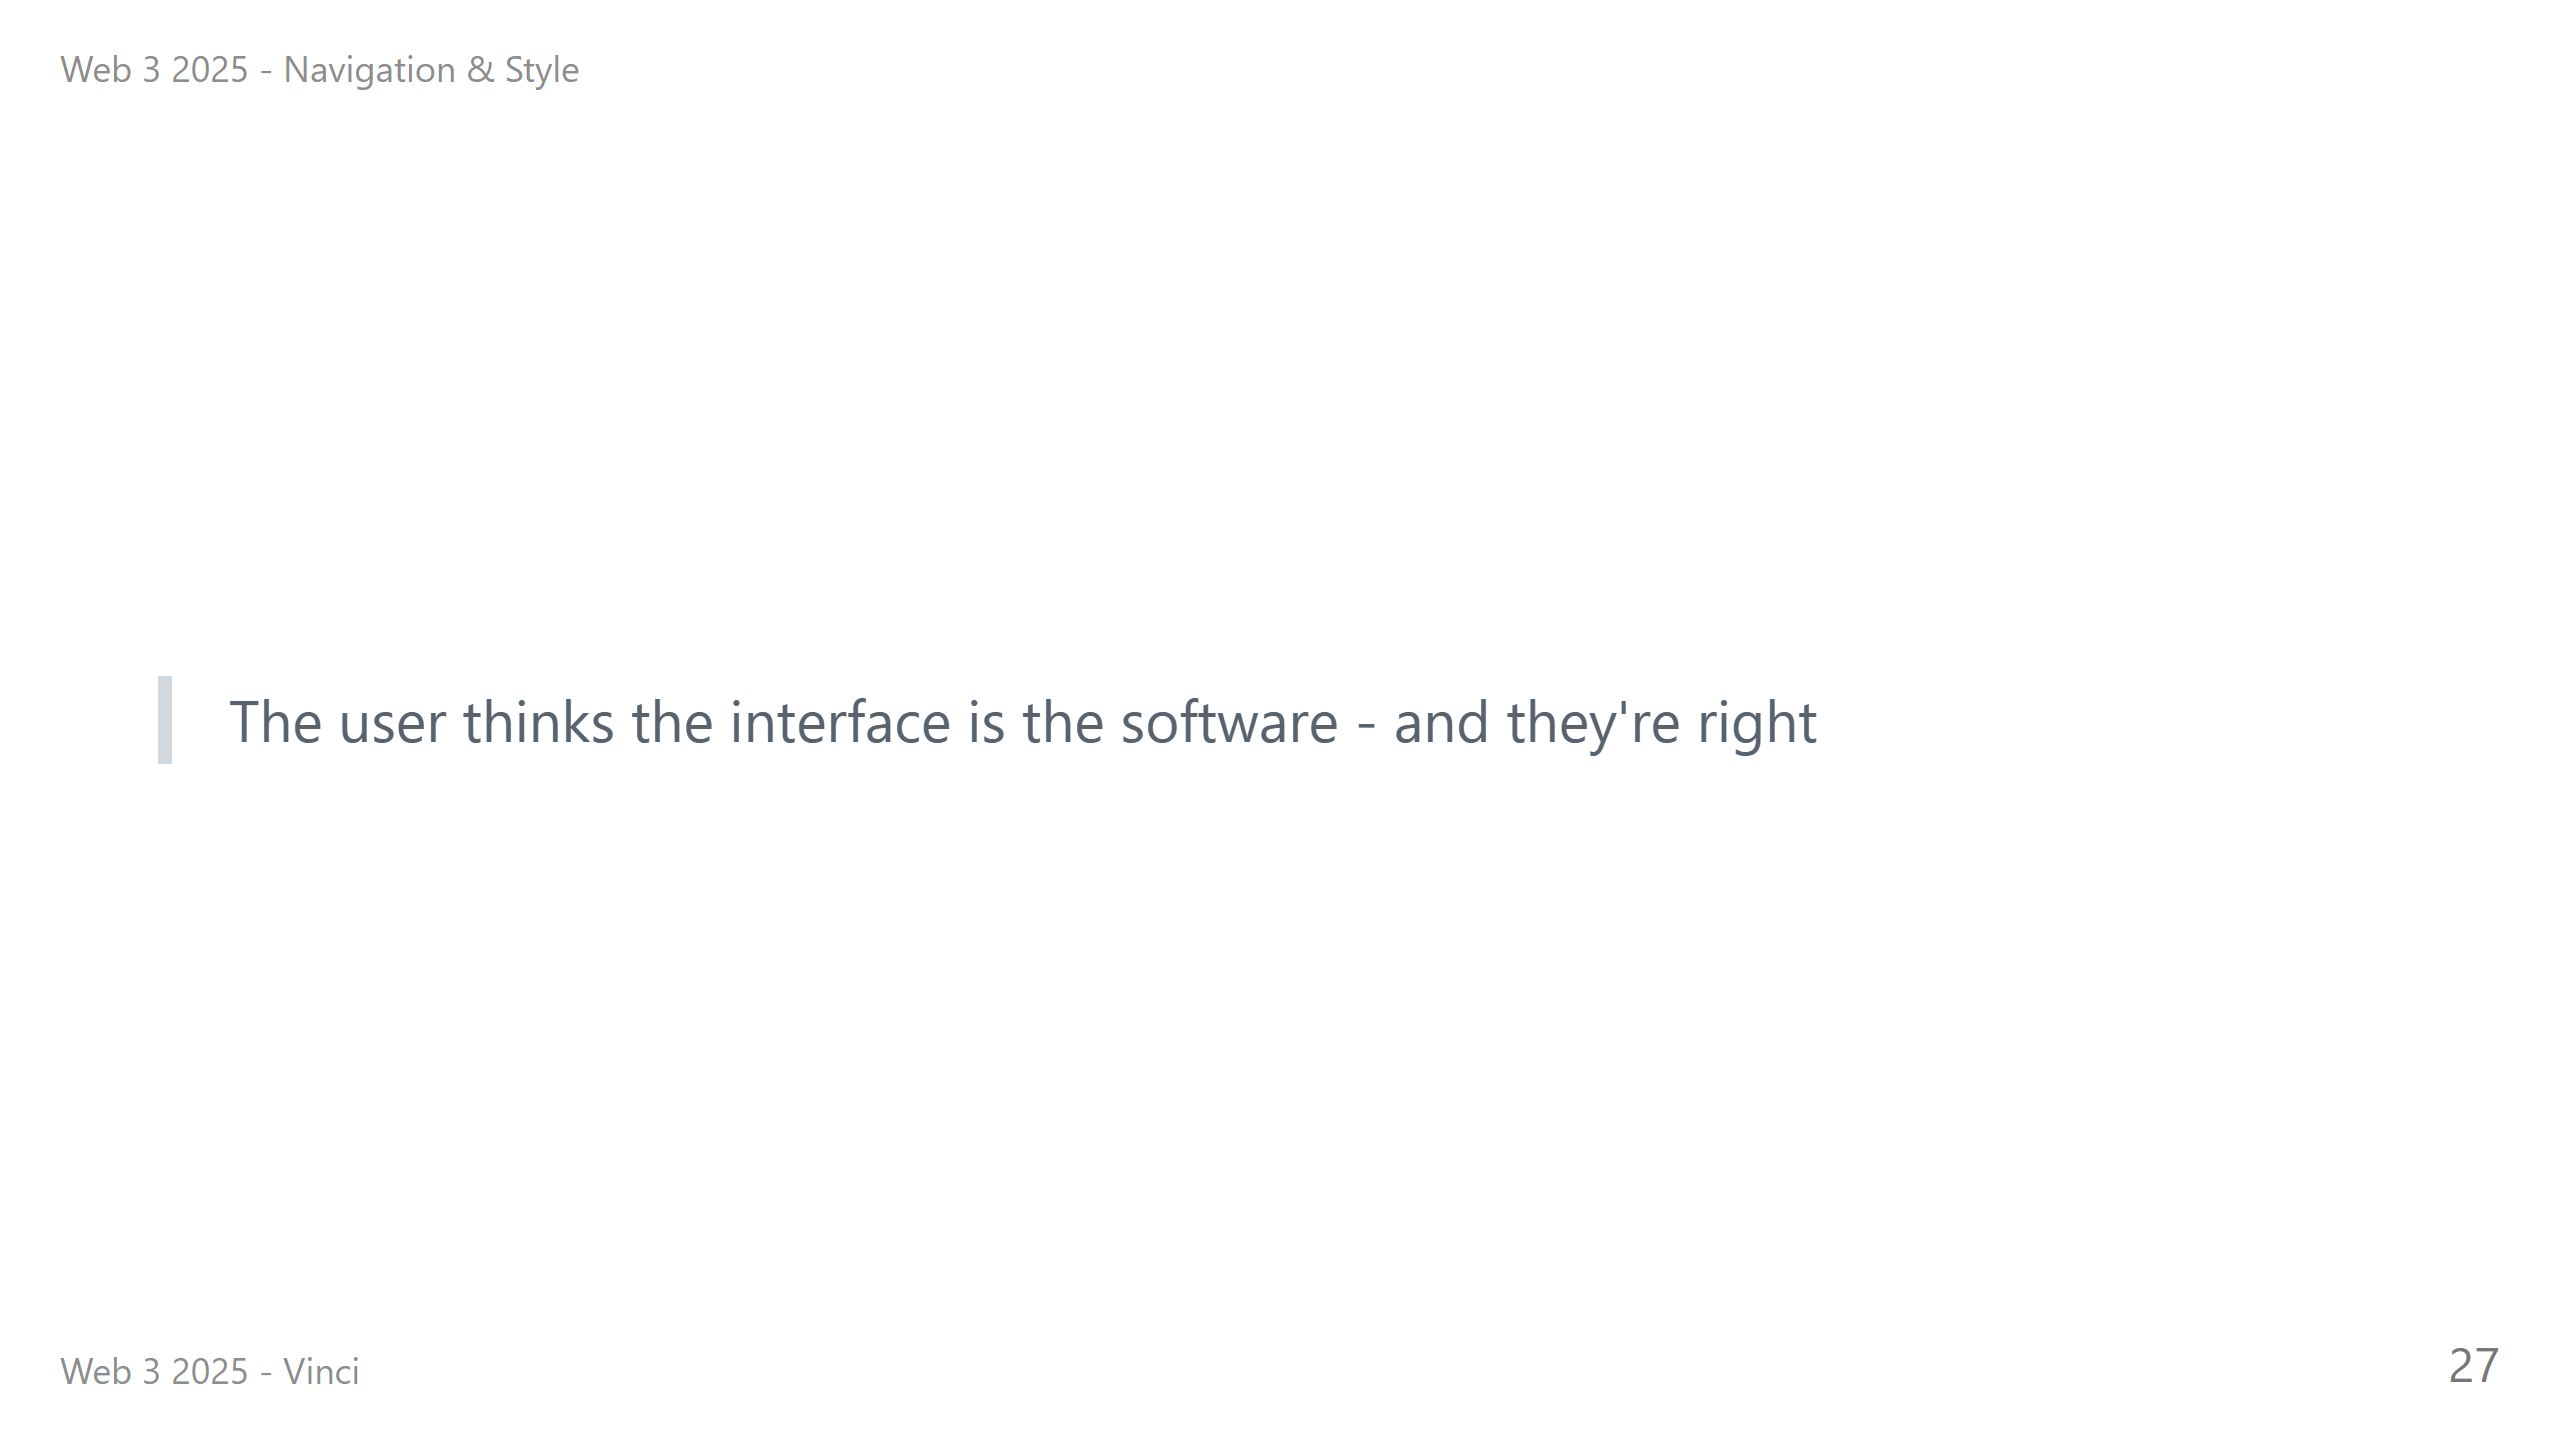 Web 3 2025 - Navigation & Style
The user thinks the interface is the software - and they're right
Web 3 2025 - Vinci
27